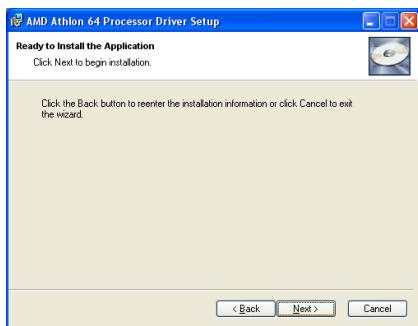 AMD Athlon 64 Processor Driver Setup
Ready to Install the Application
Click Next to begin installation.
Click the Back button to reenter the installation information or click Cancel to exit
the wizard.
< Back Next > Cancel